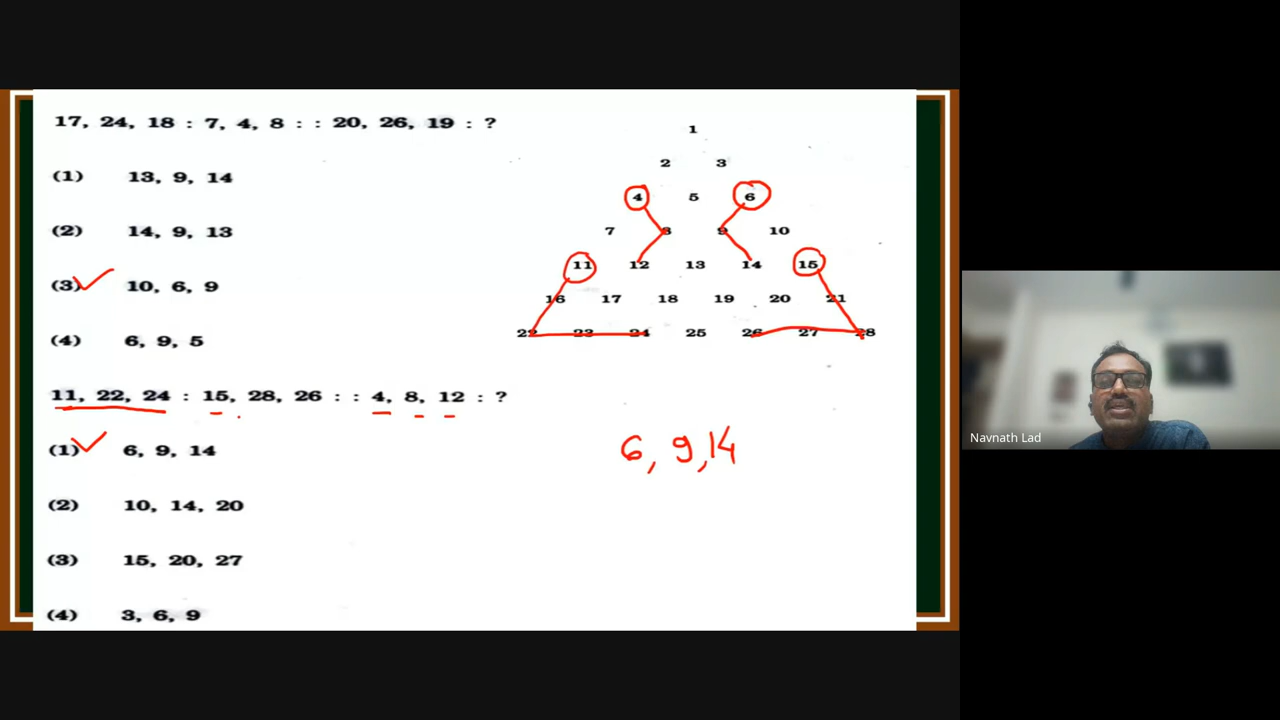 17, 24, 18 : 7, 4, 8 : : 20, 26, 19 : ?
(1) 13, 9, 14
(2) 14, 9, 13
(3) 10, 6, 9
(4) 6, 9, 5
11, 22, 24 : 15, 28, 26 : : 4, 8, 12 : ?
(1) 6, 9, 14
(2) 10, 14, 20
(3) 15, 20, 27
(4) 3, 6, 9
1
2 3
4 5 6
7 8 9 10
11 12 13 14 15
16 17 18 19 20 21
22 23 24 25 26 27 28
6, 9, 14
Navnath Lad